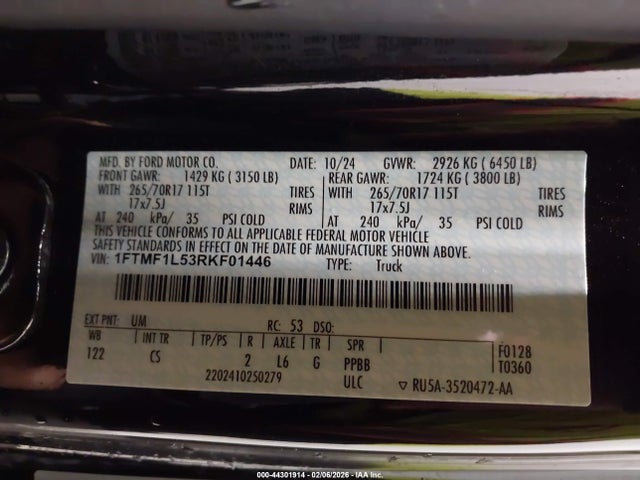 MFD. BY FORD MOTOR CO. DATE: 10/24 GVWR: 2926 KG ( 6450 LB)
FRONT GAWR: 1429 KG ( 3150 LB) REAR GAWR: 1724 KG ( 3800 LB)
WITH 265/70R17 115T TIRES WITH 265/70R17 115T TIRES
17x7.5J RIMS 17x7.5J RIMS
AT 240 kPa/ 35 PSI COLD AT 240 kPa/ 35 PSI COLD
THIS VEHICLE CONFORMS TO ALL APPLICABLE FEDERAL MOTOR VEHICLE
SAFETY STANDARDS IN EFFECT ON THE DATE OF MANUFACTURE SHOWN ABOVE.
VIN: 1FTMF1L53RKF01446 TYPE: Truck
EXT PNT: UM RC: 53 DSO:
WB INT TR TP/PS R AXLE TR SPR F0128
122 CS 2 L6 G PPBB T0360
2202410250279 ULC ▽ RU5A-3520472-AA
000-44301914 - 02/06/2026 - IAA Inc.